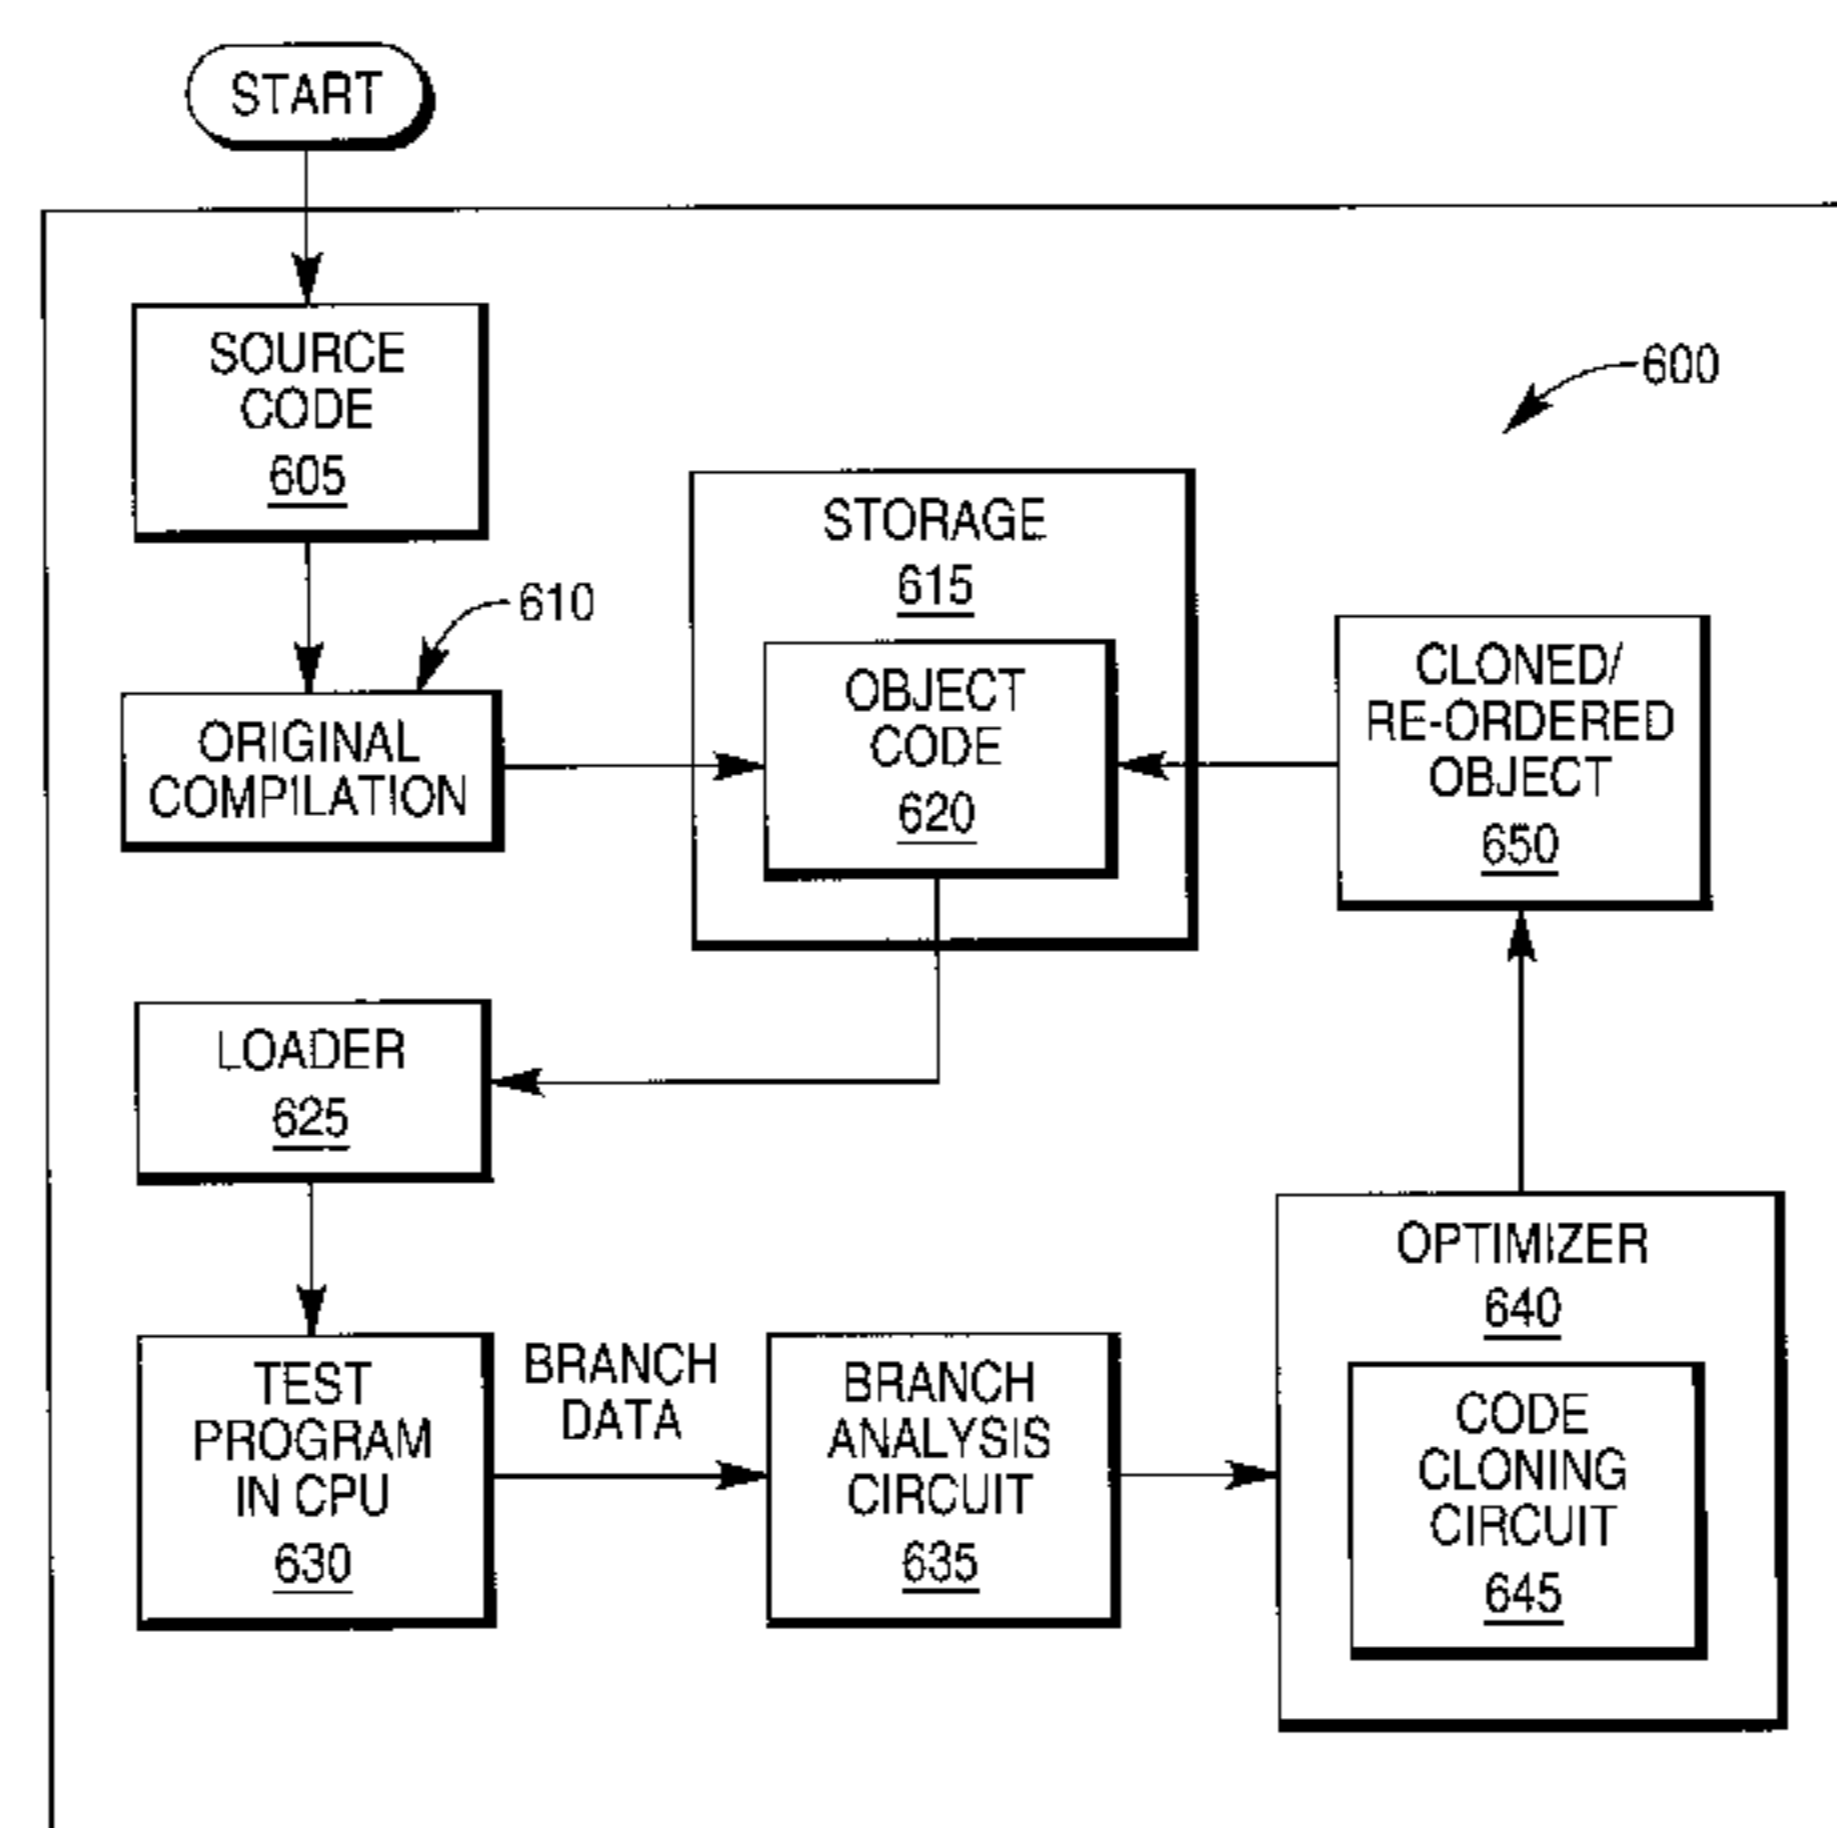 START
SOURCE
CODE
605
600
610
ORIGINAL
COMPILATION
STORAGE
615
OBJECT
CODE
620
CLONED/
RE-ORDERED
OBJECT
650
LOADER
625
TEST
PROGRAM
IN CPU
630
BRANCH
DATA
BRANCH
ANALYSIS
CIRCUIT
635
OPTIMIZER
640
CODE
CLONING
CIRCUIT
645